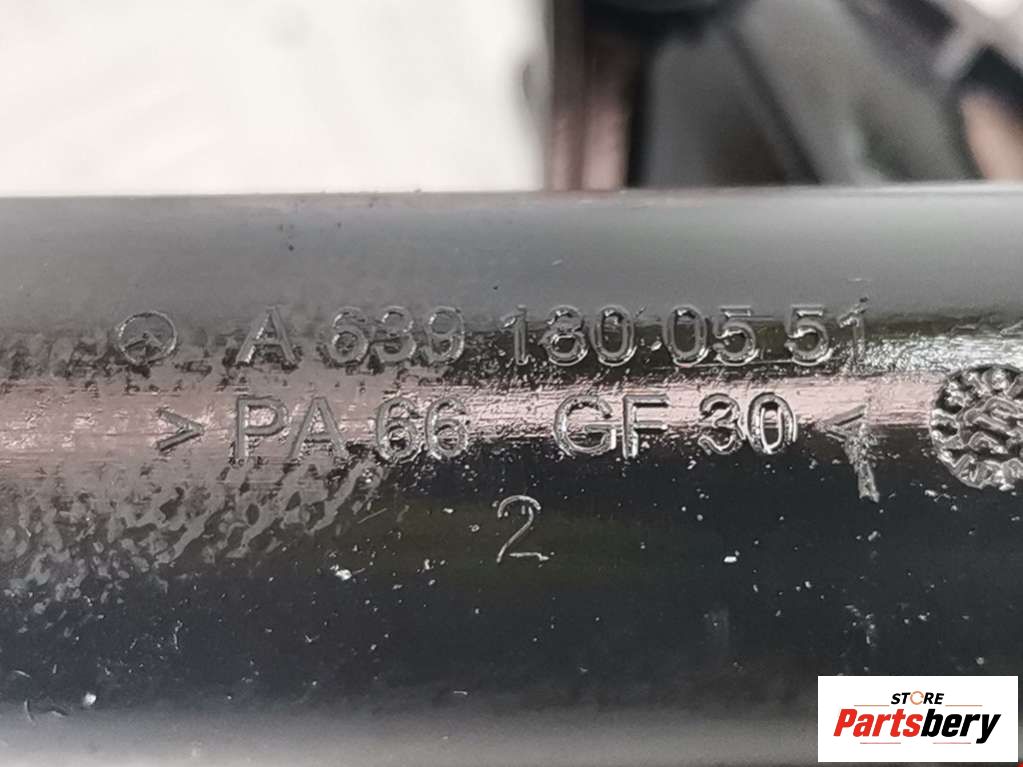 A 639 180 05 51
>PA 66 GF 30<
2
STORE
Partsbery